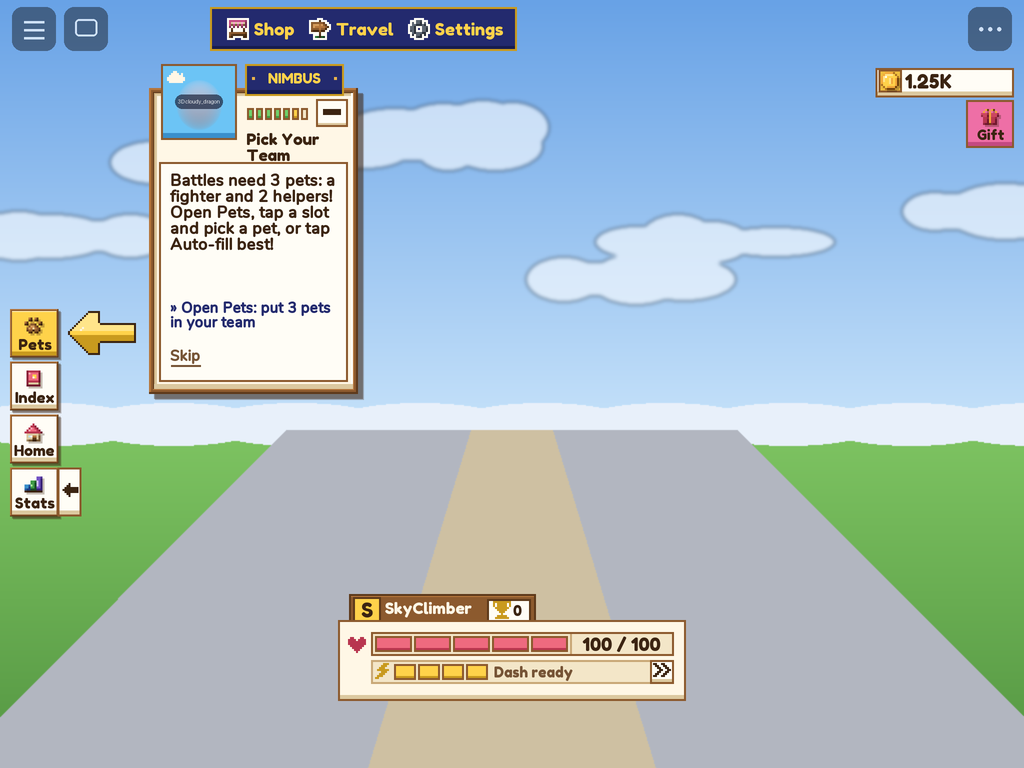 Shop Travel Settings
1.25K
Gift
NIMBUS
3D cloudy_dragon
Pick Your
Team
Battles need 3 pets: a
fighter and 2 helpers!
Open Pets, tap a slot
and pick a pet, or tap
Auto-fill best!
» Open Pets: put 3 pets
in your team
Skip
Pets
Index
Home
Stats
S SkyClimber 0
100 / 100
Dash ready